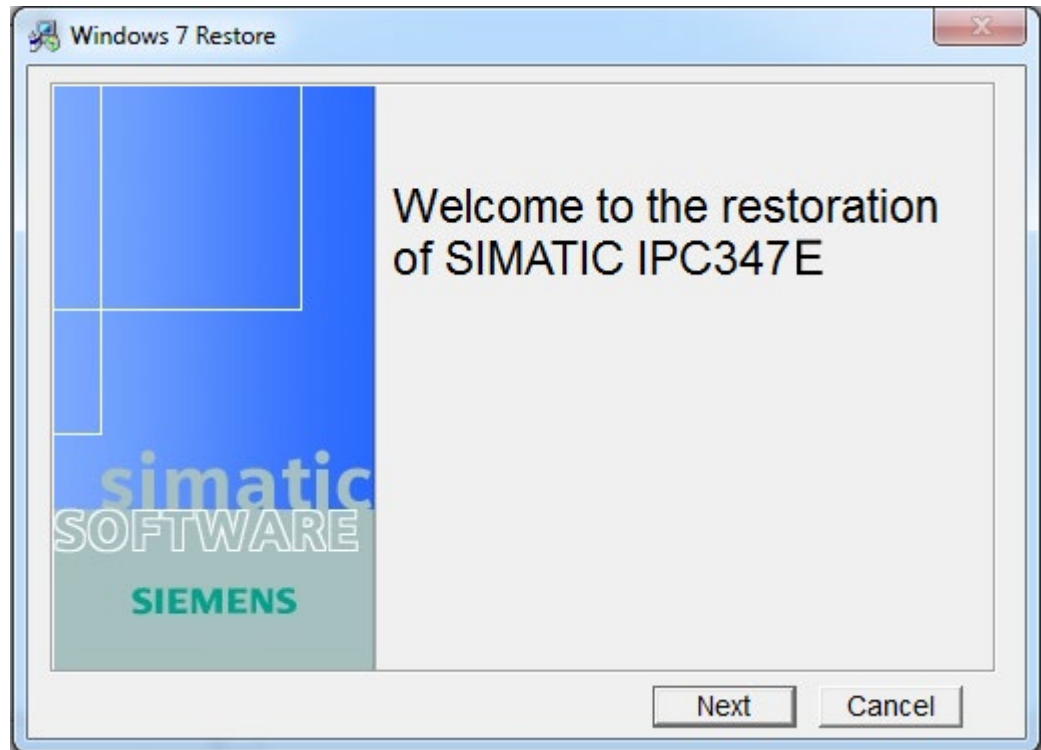 Windows 7 Restore
Welcome to the restoration
of SIMATIC IPC347E
simatic
SOFTWARE
SIEMENS
Next
Cancel